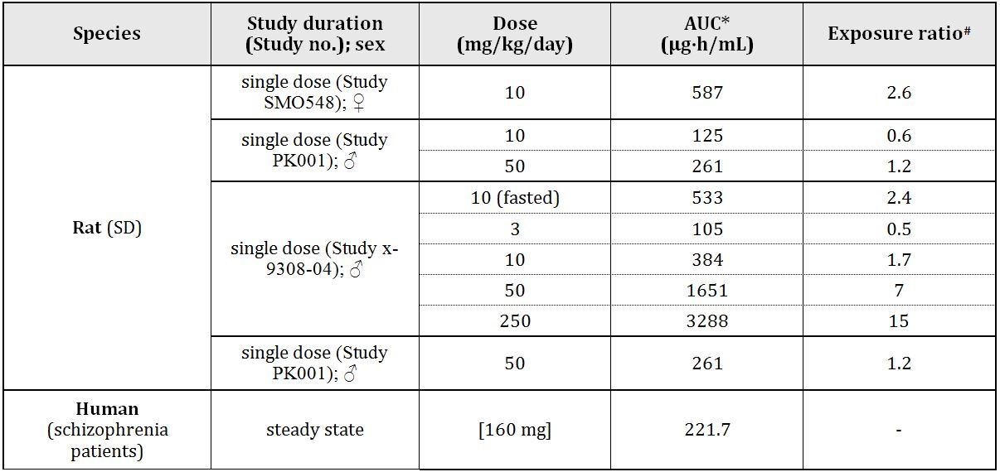 Species
Study duration
(Study no.); sex
Dose
(mg/kg/day)
AUC*
(µg∙h/mL)
Exposure ratio#
Rat (SD)
single dose (Study
SMO548); ♀
10
587
2.6
single dose (Study
PK001); ♂
10
125
0.6
50
261
1.2
single dose (Study x-
9308-04); ♂
10 (fasted)
533
2.4
3
105
0.5
10
384
1.7
50
1651
7
250
3288
15
single dose (Study
PK001); ♂
50
261
1.2
Human
(schizophrenia
patients)
steady state
[160 mg]
221.7
-